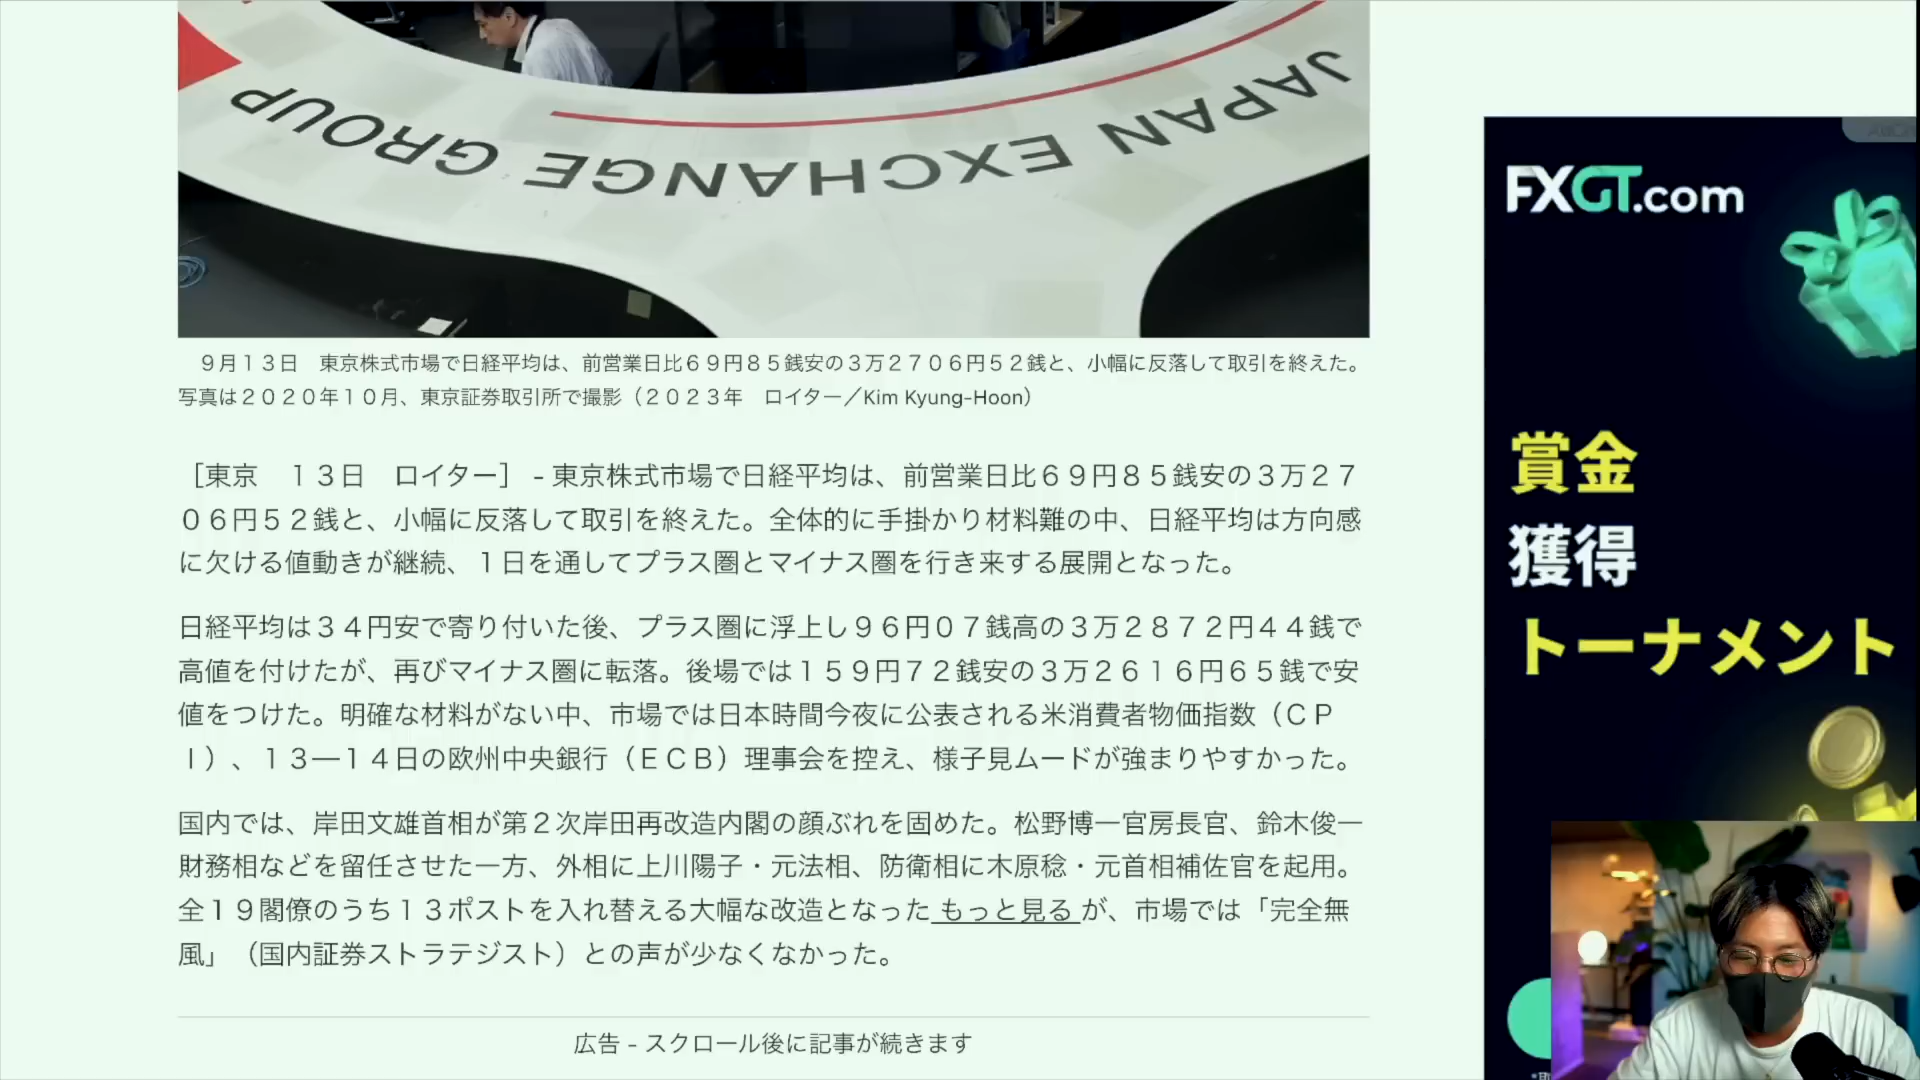 JAPAN EXCHANGE GROUP
９月１３日　東京株式市場で日経平均は、前営業日比６９円８５銭安の３万２７０６円５２銭と、小幅に反落して取引を終えた。
写真は２０２０年１０月、東京証券取引所で撮影（２０２３年　ロイター／Kim Kyung-Hoon）
［東京　１３日　ロイター］ - 東京株式市場で日経平均は、前営業日比６９円８５銭安の３万２７
０６円５２銭と、小幅に反落して取引を終えた。全体的に手掛かり材料難の中、日経平均は方向感
に欠ける値動きが継続、１日を通してプラス圏とマイナス圏を行き来する展開となった。
日経平均は３４円安で寄り付いた後、プラス圏に浮上し９６円０７銭高の３万２８７２円４４銭で
高値を付けたが、再びマイナス圏に転落。後場では１５９円７２銭安の３万２６１６円６５銭で安
値をつけた。明確な材料がない中、市場では日本時間今夜に公表される米消費者物価指数（ＣＰ
Ｉ）、１３―１４日の欧州中央銀行（ＥＣＢ）理事会を控え、様子見ムードが強まりやすかった。
国内では、岸田文雄首相が第２次岸田再改造内閣の顔ぶれを固めた。松野博一官房長官、鈴木俊一
財務相などを留任させた一方、外相に上川陽子・元法相、防衛相に木原稔・元首相補佐官を起用。
全１９閣僚のうち１３ポストを入れ替える大幅な改造となった もっと見る が、市場では「完全無
風」（国内証券ストラテジスト）との声が少なくなかった。
広告 - スクロール後に記事が続きます
FXGT.com
賞金
獲得
トーナメント